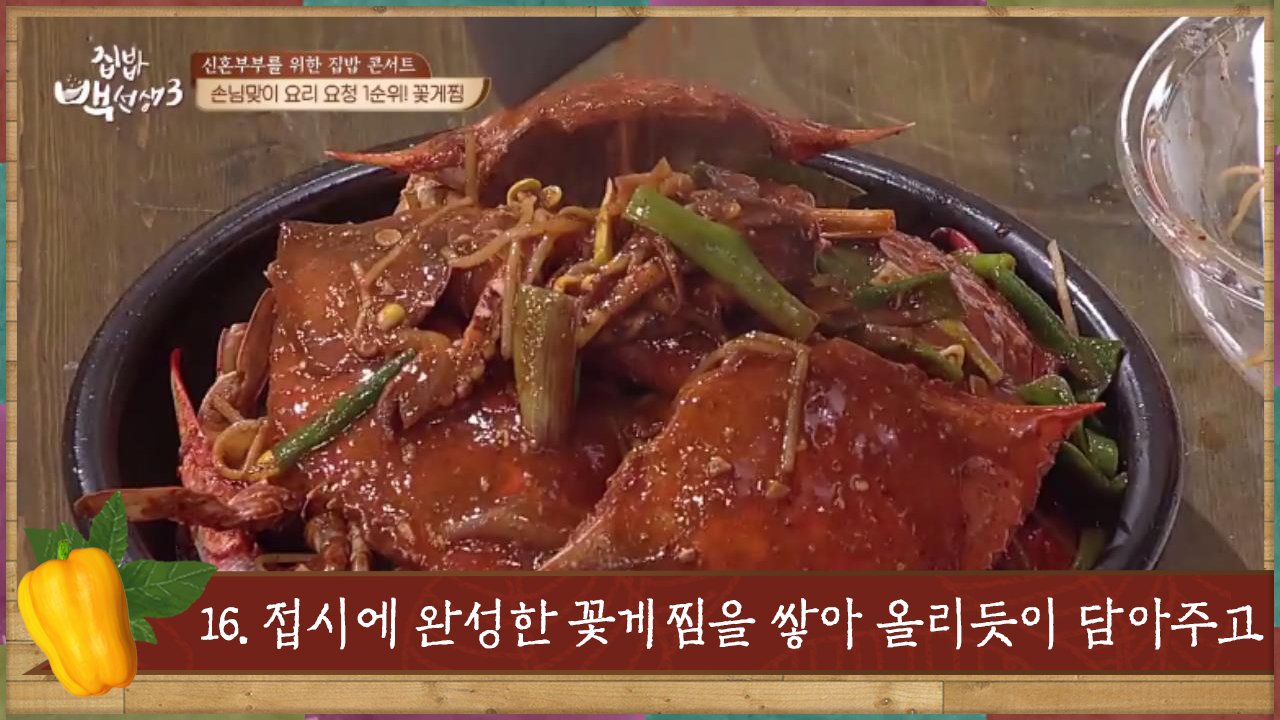 집밥
백선생3
신혼부부를 위한 집밥 콘서트
손님맞이 요리 요청 1순위! 꽃게찜
16. 접시에 완성한 꽃게찜을 쌓아 올리듯이 담아주고